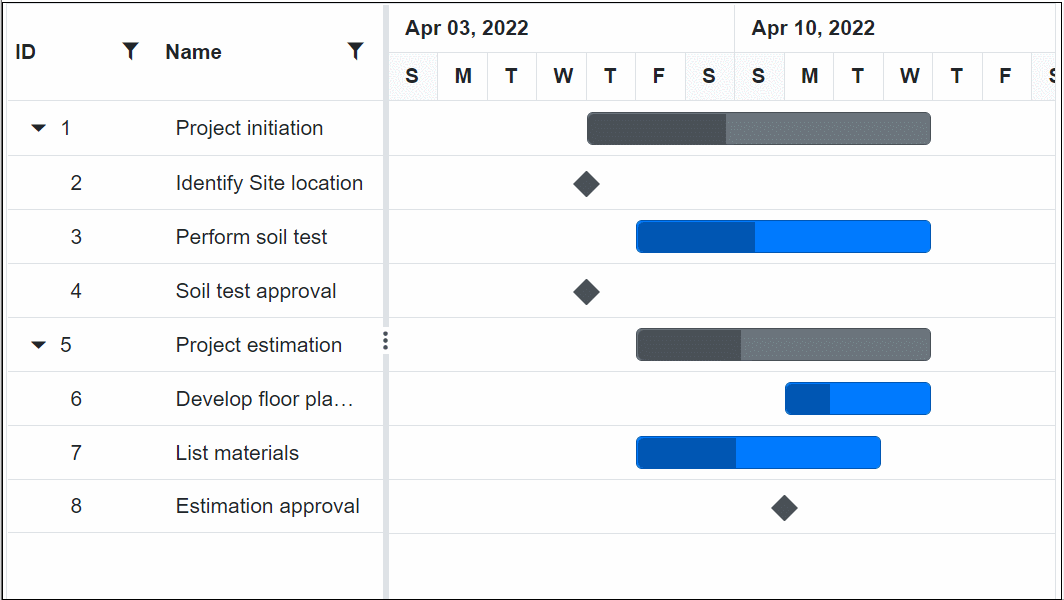 ID Name Apr 03, 2022 Apr 10, 2022
S M T W T F S S M T W T F S
1 Project initiation
2 Identify Site location
3 Perform soil test
4 Soil test approval
5 Project estimation
6 Develop floor pla…
7 List materials
8 Estimation approval